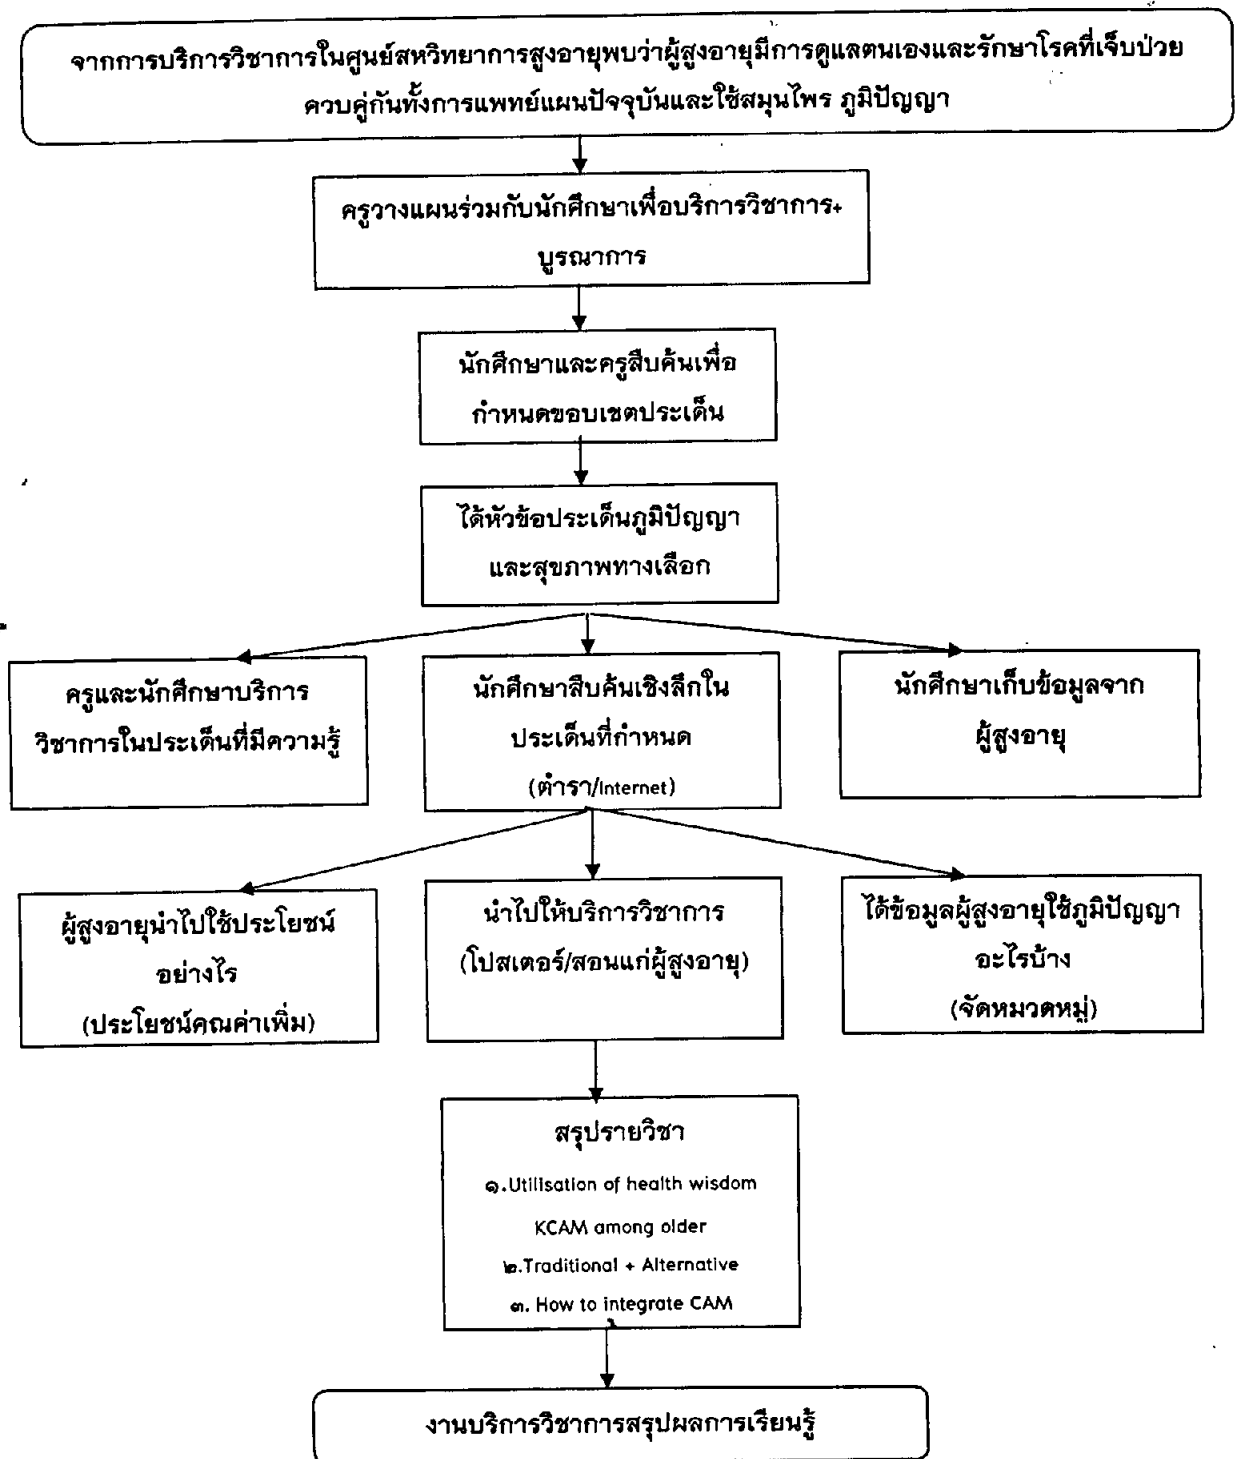 จากการบริการวิชาการในศูนย์สหวิทยาการสูงอายุพบว่าผู้สูงอายุมีการดูแลตนเองและรักษาโรคที่เจ็บป่วย
ควบคู่กันทั้งการแพทย์แผนปัจจุบันและใช้สมุนไพร ภูมิปัญญา
ครูวางแผนร่วมกับนักศึกษาเพื่อบริการวิชาการ+
บูรณาการ
นักศึกษาและครูสืบค้นเพื่อ
กำหนดขอบเขตประเด็น
ได้หัวข้อประเด็นภูมิปัญญา
และสุขภาพทางเลือก
ครูและนักศึกษาบริการ
วิชาการในประเด็นที่มีความรู้
นักศึกษาสืบค้นเชิงลึกใน
ประเด็นที่กำหนด
(ตำรา/Internet)
นักศึกษาเก็บข้อมูลจาก
ผู้สูงอายุ
ผู้สูงอายุนำไปใช้ประโยชน์
อย่างไร
(ประโยชน์คุณค่าเพิ่ม)
นำไปให้บริการวิชาการ
(โปสเตอร์/สอนแก่ผู้สูงอายุ)
ได้ข้อมูลผู้สูงอายุใช้ภูมิปัญญา
อะไรบ้าง
(จัดหมวดหมู่)
สรุปรายวิชา
๑.Utilisation of health wisdom
KCAM among older
๒.Traditional + Alternative
๓. How to integrate CAM
งานบริการวิชาการสรุปผลการเรียนรู้